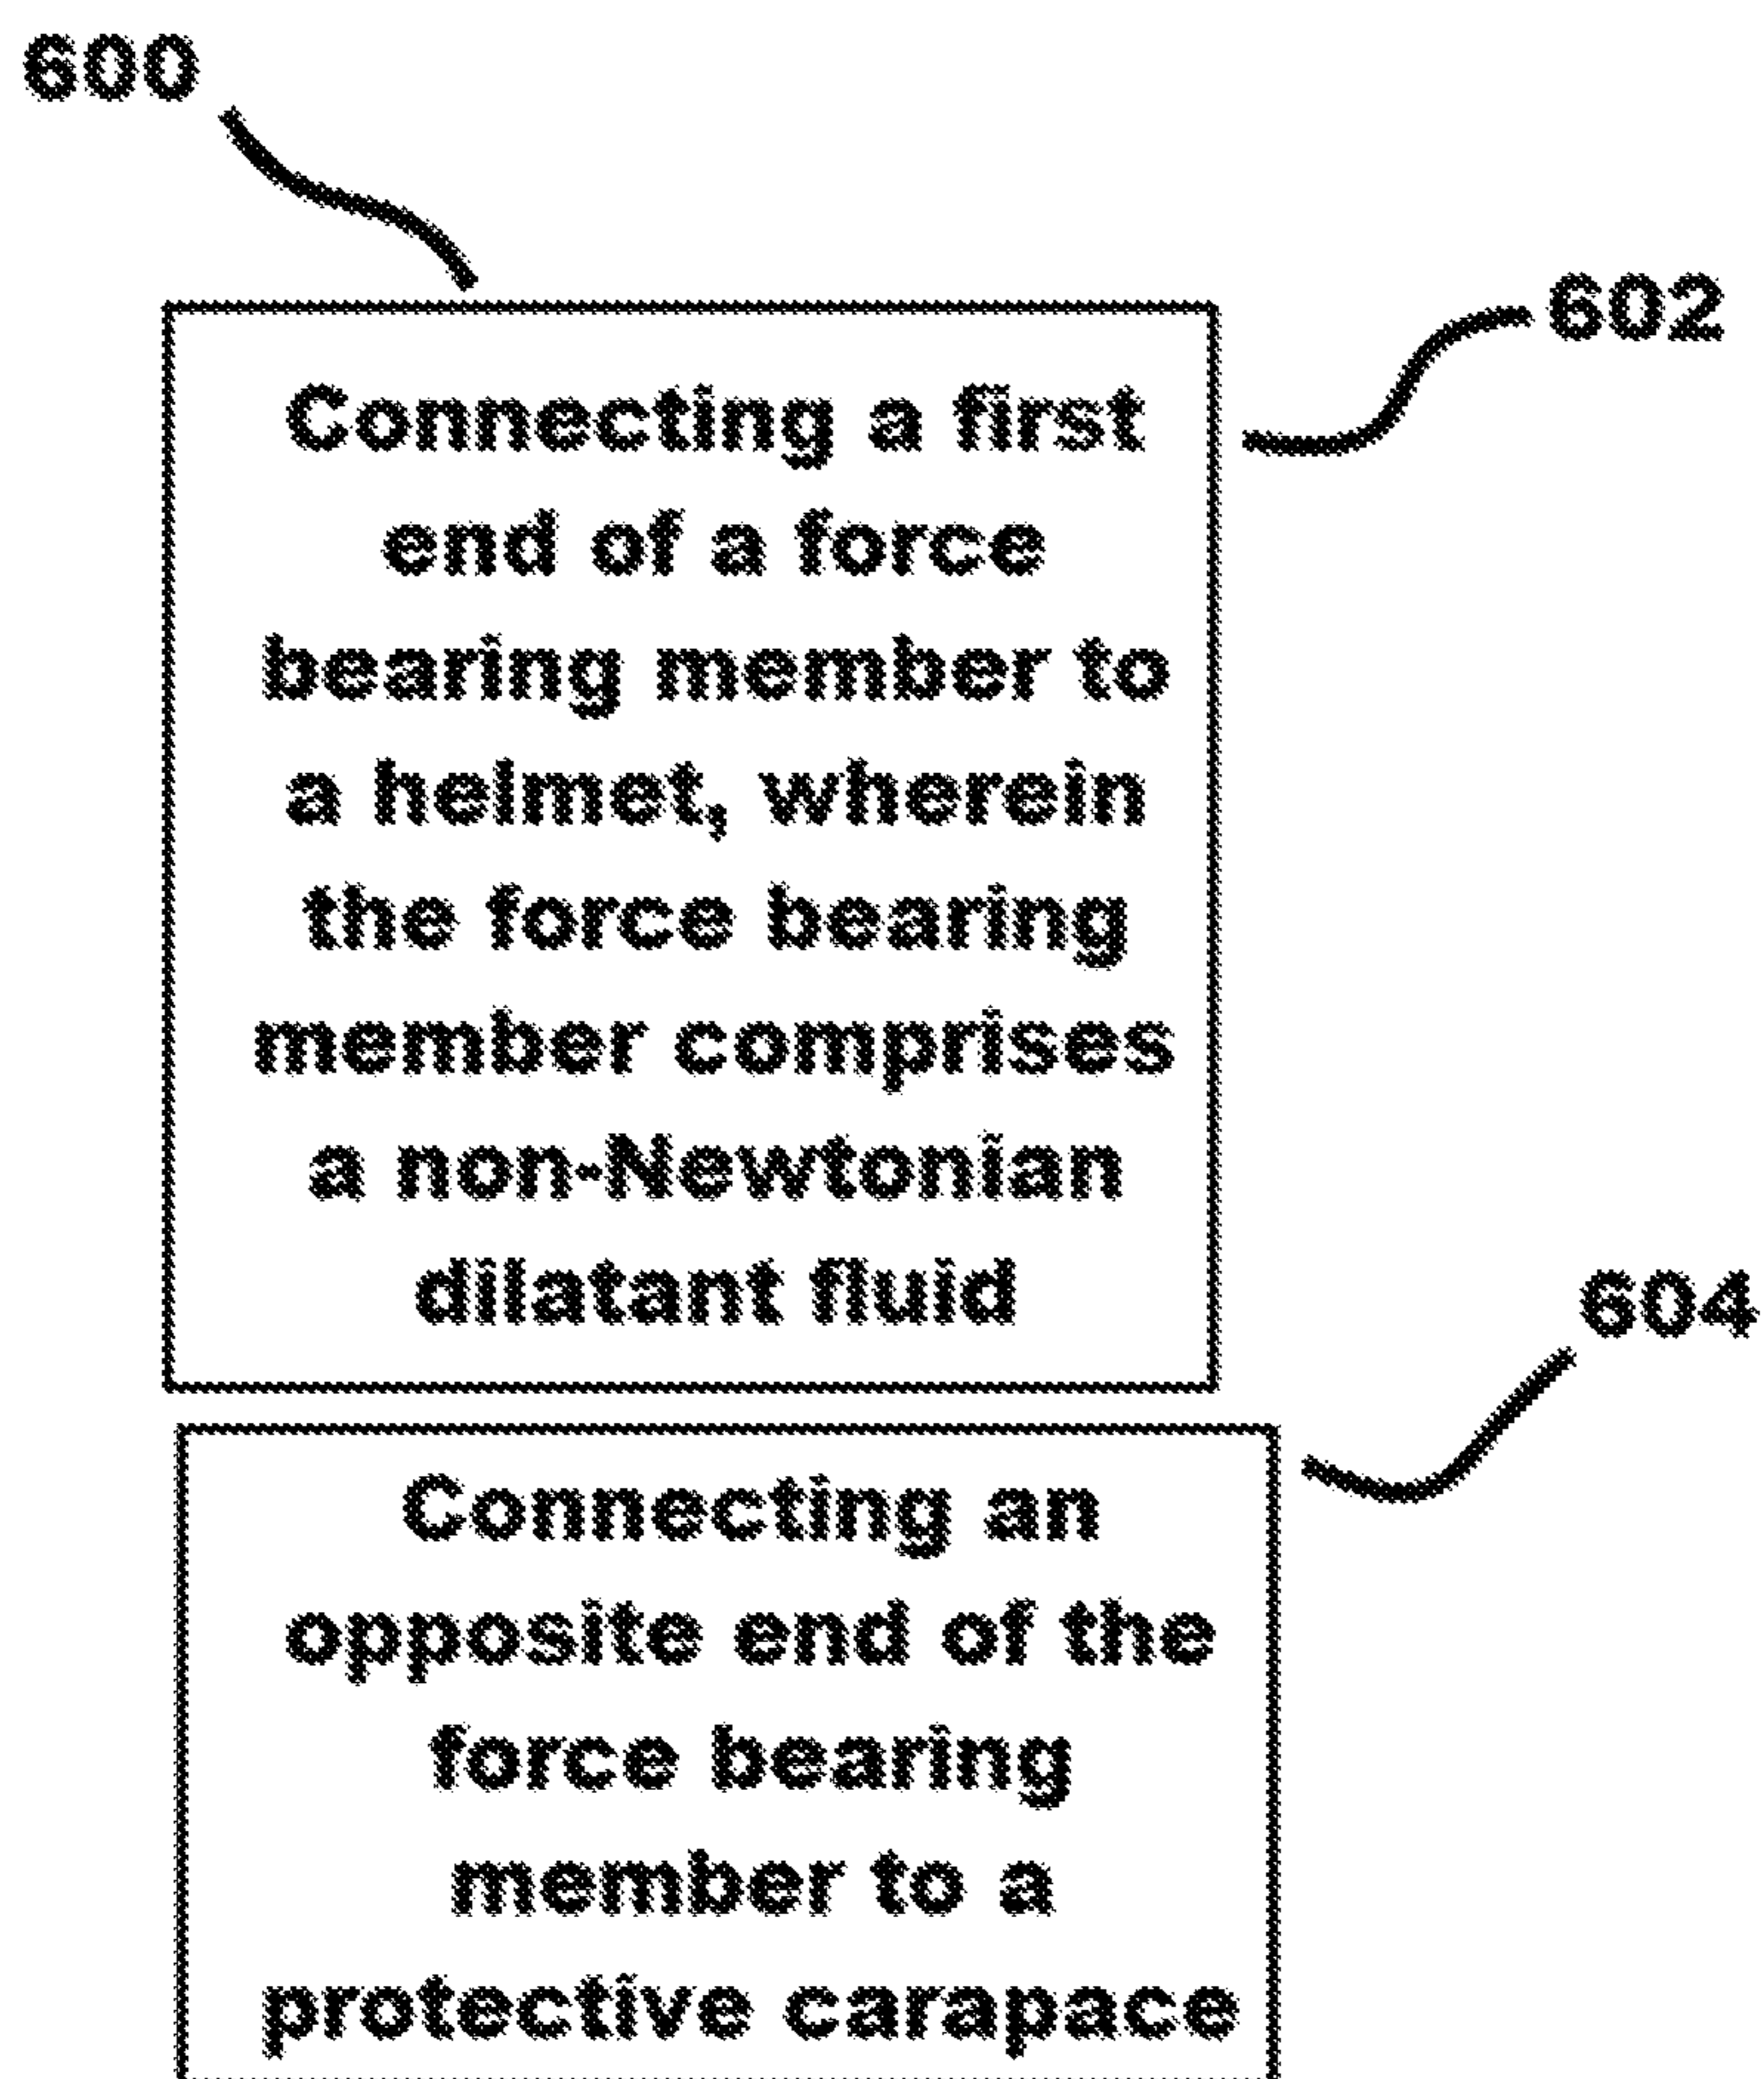 600
602
Connecting a first
end of a force
bearing member to
a helmet, wherein
the force bearing
member comprises
a non-Newtonian
dilatant fluid
604
Connecting an
opposite end of the
force bearing
member to a
protective carapace